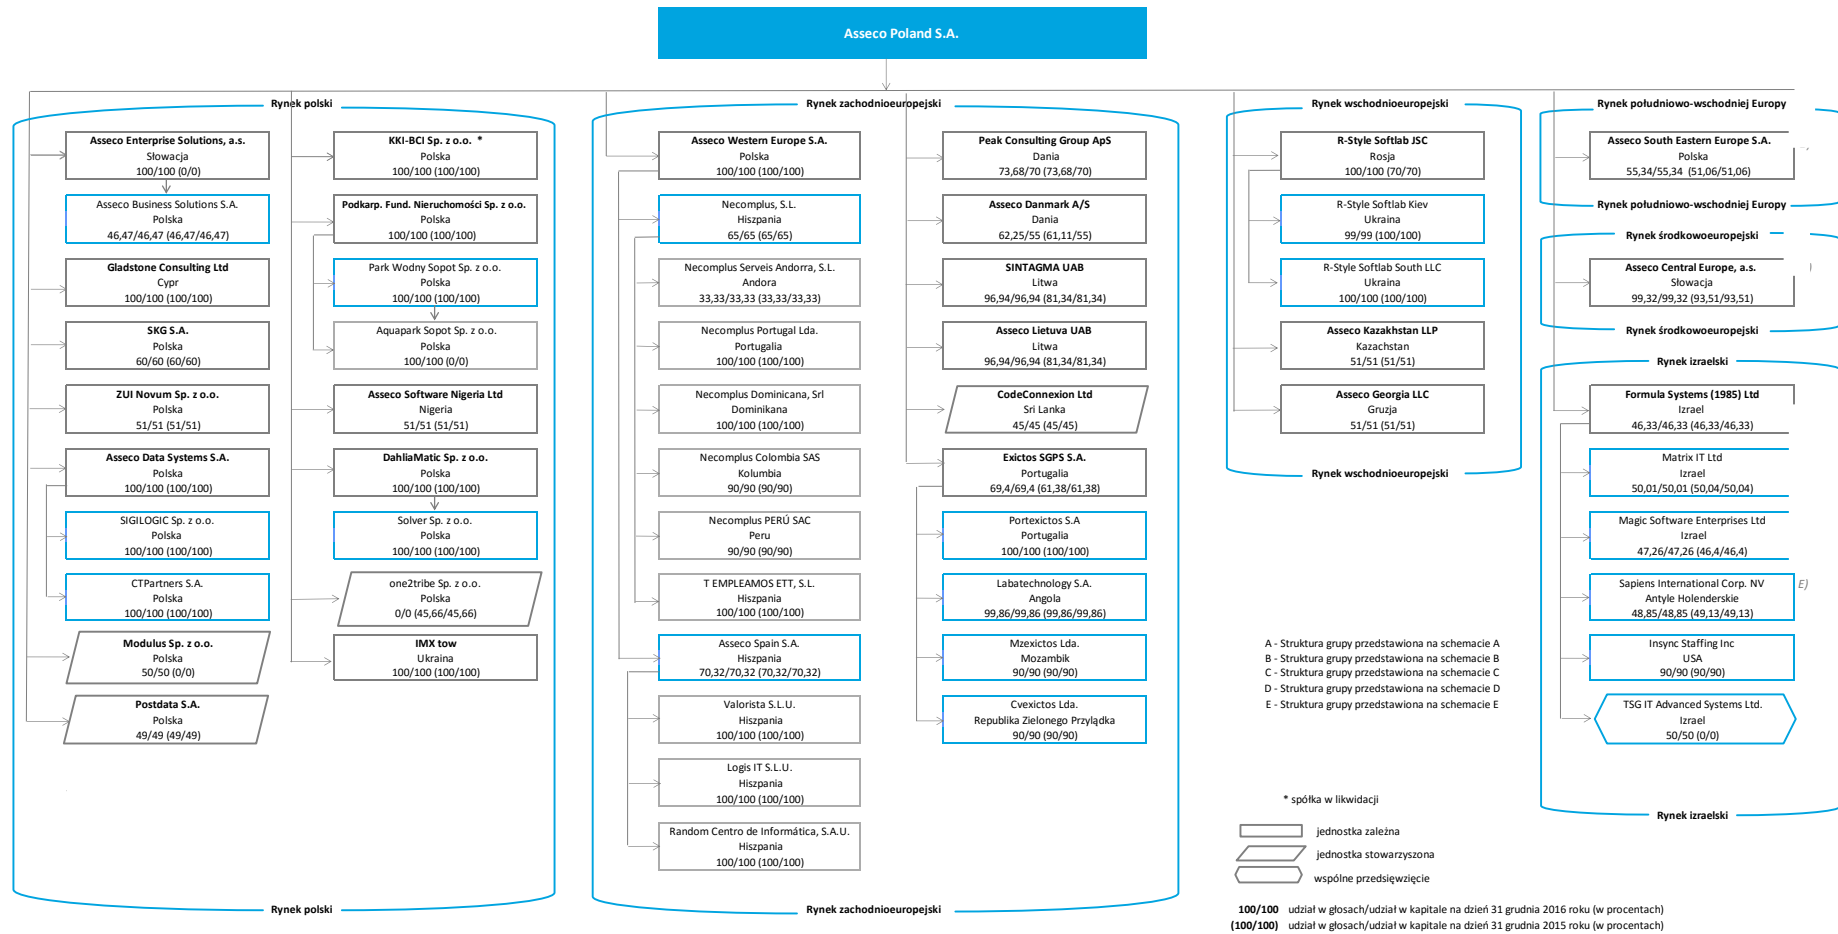 Asseco Poland S.A.
Rynek polski
Asseco Enterprise Solutions, a.s.
Słowacja
100/100 (0/0)
Asseco Business Solutions S.A.
Polska
46,47/46,47 (46,47/46,47)
Gladstone Consulting Ltd
Cypr
100/100 (100/100)
SKG S.A.
Polska
60/60 (60/60)
ZUI Novum Sp. z o.o.
Polska
51/51 (51/51)
Asseco Data Systems S.A.
Polska
100/100 (100/100)
SIGILOGIC Sp. z o.o.
Polska
100/100 (100/100)
CTPartners S.A.
Polska
100/100 (100/100)
Modulus Sp. z o.o.
Polska
50/50 (0/0)
Postdata S.A.
Polska
49/49 (49/49)
KKI-BCI Sp. z o.o. *
Polska
100/100 (100/100)
Podkarp. Fund. Nieruchomości Sp. z o.o.
Polska
100/100 (100/100)
Park Wodny Sopot Sp. z o.o.
Polska
100/100 (100/100)
Aquapark Sopot Sp. z o.o.
Polska
100/100 (0/0)
Asseco Software Nigeria Ltd
Nigeria
51/51 (51/51)
DahliaMatic Sp. z o.o.
Polska
100/100 (100/100)
Solver Sp. z o.o.
Polska
100/100 (100/100)
one2tribe Sp. z o.o.
Polska
0/0 (45,66/45,66)
IMX tow
Ukraina
100/100 (100/100)
Rynek polski
Rynek zachodnioeuropejski
Asseco Western Europe S.A.
Polska
100/100 (100/100)
Necomplus, S.L.
Hiszpania
65/65 (65/65)
Necomplus Serveis Andorra, S.L.
Andora
33,33/33,33 (33,33/33,33)
Necomplus Portugal Lda.
Portugalia
100/100 (100/100)
Necomplus Dominicana, Srl
Dominikana
100/100 (100/100)
Necomplus Colombia SAS
Kolumbia
90/90 (90/90)
Necomplus PERÚ SAC
Peru
90/90 (90/90)
T EMPLEAMOS ETT, S.L.
Hiszpania
100/100 (100/100)
Asseco Spain S.A.
Hiszpania
70,32/70,32 (70,32/70,32)
Valorista S.L.U.
Hiszpania
100/100 (100/100)
Logis IT S.L.U.
Hiszpania
100/100 (100/100)
Random Centro de Informática, S.A.U.
Hiszpania
100/100 (100/100)
Peak Consulting Group ApS
Dania
73,68/70 (73,68/70)
Asseco Danmark A/S
Dania
62,25/55 (61,11/55)
SINTAGMA UAB
Litwa
96,94/96,94 (81,34/81,34)
Asseco Lietuva UAB
Litwa
96,94/96,94 (81,34/81,34)
CodeConnexion Ltd
Sri Lanka
45/45 (45/45)
Exictos SGPS S.A.
Portugalia
69,4/69,4 (61,38/61,38)
Portexictos S.A
Portugalia
100/100 (100/100)
Labatechnology S.A.
Angola
99,86/99,86 (99,86/99,86)
Mzexictos Lda.
Mozambik
90/90 (90/90)
Cvexictos Lda.
Republika Zielonego Przylądka
90/90 (90/90)
Rynek zachodnioeuropejski
Rynek wschodnioeuropejski
R-Style Softlab JSC
Rosja
100/100 (70/70)
R-Style Softlab Kiev
Ukraina
99/99 (100/100)
R-Style Softlab South LLC
Ukraina
100/100 (100/100)
Asseco Kazakhstan LLP
Kazachstan
51/51 (51/51)
Asseco Georgia LLC
Gruzja
51/51 (51/51)
Rynek wschodnioeuropejski
Rynek południowo-wschodniej Europy
Asseco South Eastern Europe S.A.
Polska
55,34/55,34 (51,06/51,06)
Rynek południowo-wschodniej Europy
Rynek środkowoeuropejski
Asseco Central Europe, a.s.
Słowacja
99,32/99,32 (93,51/93,51)
Rynek środkowoeuropejski
Rynek izraelski
Formula Systems (1985) Ltd
Izrael
46,33/46,33 (46,33/46,33)
Matrix IT Ltd
Izrael
50,01/50,01 (50,04/50,04)
Magic Software Enterprises Ltd
Izrael
47,26/47,26 (46,4/46,4)
Sapiens International Corp. NV
Antyle Holenderskie
48,85/48,85 (49,13/49,13)
E)
Insync Staffing Inc
USA
90/90 (90/90)
TSG IT Advanced Systems Ltd.
Izrael
50/50 (0/0)
Rynek izraelski
A - Struktura grupy przedstawiona na schemacie A
B - Struktura grupy przedstawiona na schemacie B
C - Struktura grupy przedstawiona na schemacie C
D - Struktura grupy przedstawiona na schemacie D
E - Struktura grupy przedstawiona na schemacie E
* spółka w likwidacji
jednostka zależna
jednostka stowarzyszona
wspólne przedsięwzięcie
100/100 udział w głosach/udział w kapitale na dzień 31 grudnia 2016 roku (w procentach)
(100/100) udział w głosach/udział w kapitale na dzień 31 grudnia 2015 roku (w procentach)